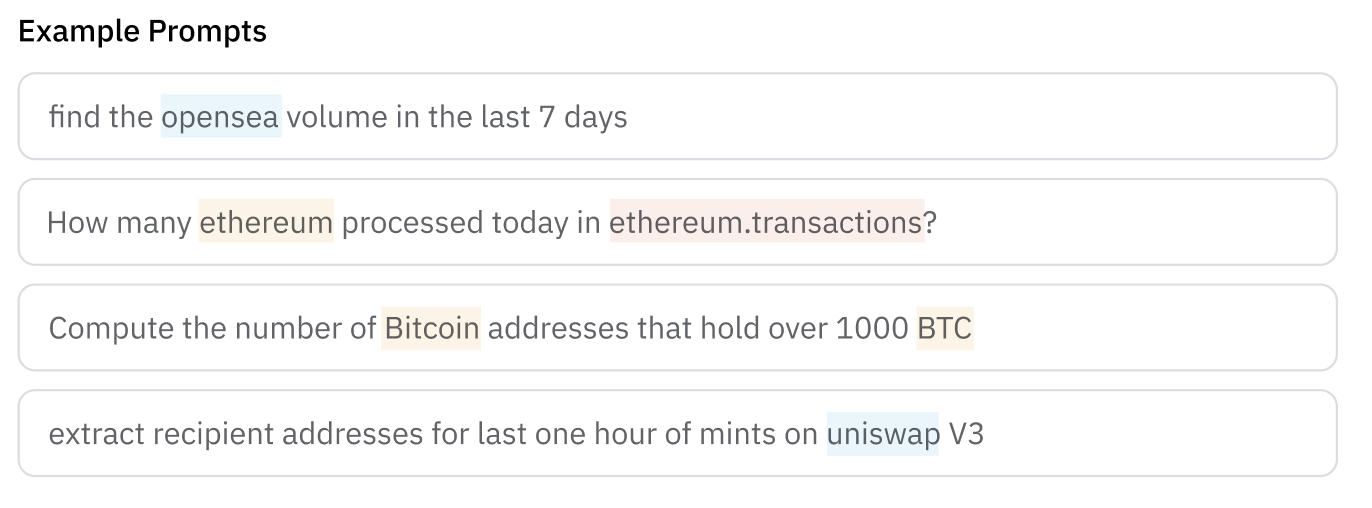 Example Prompts
find the opensea volume in the last 7 days
How many ethereum processed today in ethereum.transactions?
Compute the number of Bitcoin addresses that hold over 1000 BTC
extract recipient addresses for last one hour of mints on uniswap V3